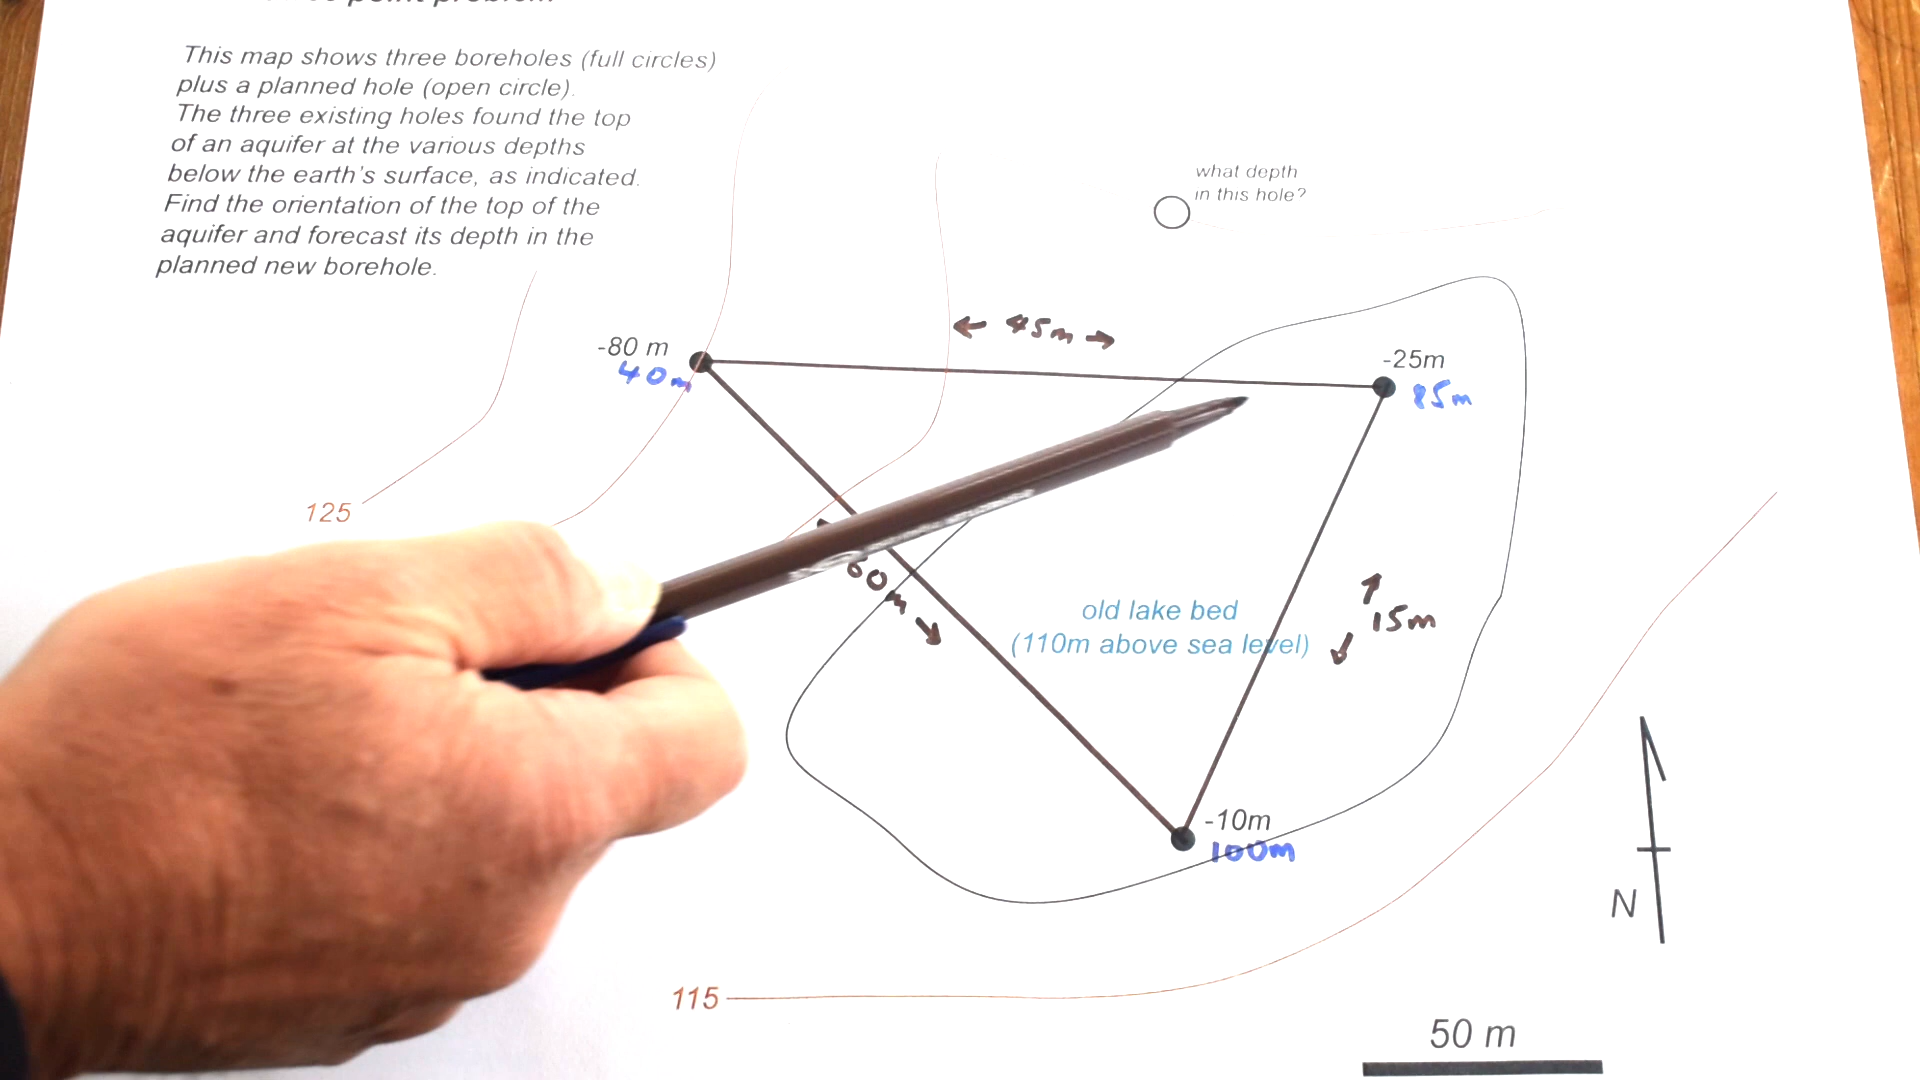 point problem
This map shows three boreholes (full circles)
plus a planned hole (open circle).
The three existing holes found the top
of an aquifer at the various depths
below the earth's surface, as indicated.
Find the orientation of the top of the
aquifer and forecast its depth in the
planned new borehole.
what depth
in this hole?
-80 m
40m
45m
-25m
85m
125
60m
old lake bed
(110m above sea level)
15m
-10m
100m
N
115
50 m